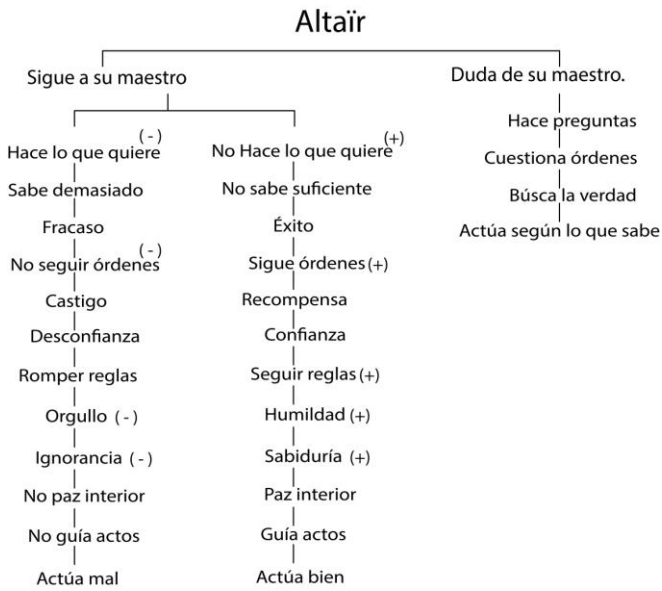 Altaïr
Sigue a su maestro
Duda de su maestro.
(-)
Hace lo que quiere
Sabe demasiado
Fracaso
(-)
No seguir órdenes
Castigo
Desconfianza
Romper reglas
Orgullo (-)
Ignorancia (-)
No paz interior
No guía actos
Actúa mal
(+)
No Hace lo que quiere
No sabe suficiente
Éxito
Sigue órdenes (+)
Recompensa
Confianza
Seguir reglas (+)
Humildad (+)
Sabiduría (+)
Paz interior
Guía actos
Actúa bien
Hace preguntas
Cuestiona órdenes
Búsca la verdad
Actúa según lo que sabe